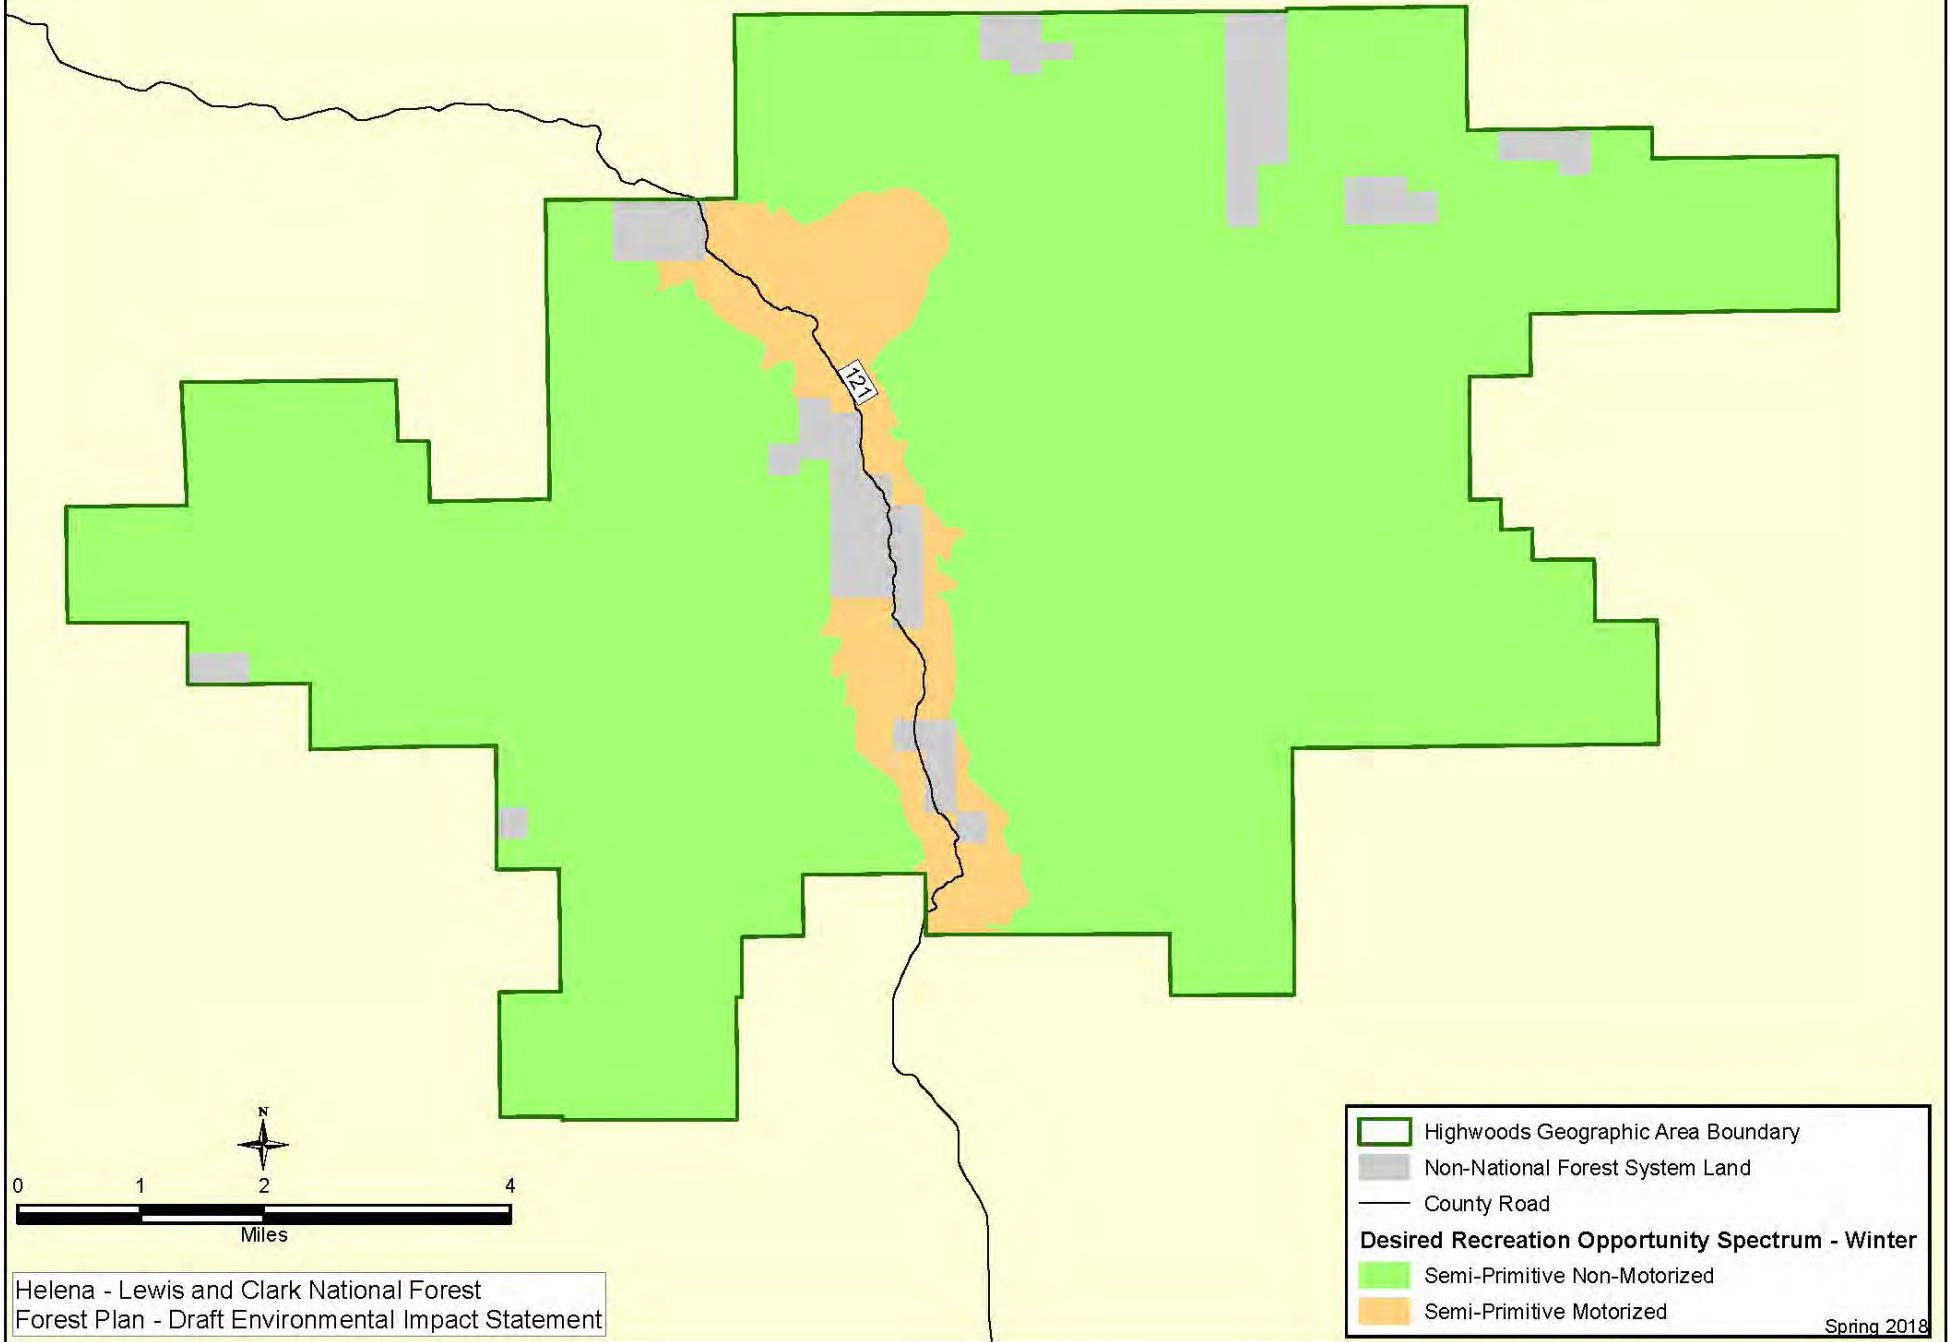 121
N
0 1 2 4
Miles
Helena - Lewis and Clark National Forest
Forest Plan - Draft Environmental Impact Statement
Highwoods Geographic Area Boundary
Non-National Forest System Land
County Road
Desired Recreation Opportunity Spectrum - Winter
Semi-Primitive Non-Motorized
Semi-Primitive Motorized
Spring 2018